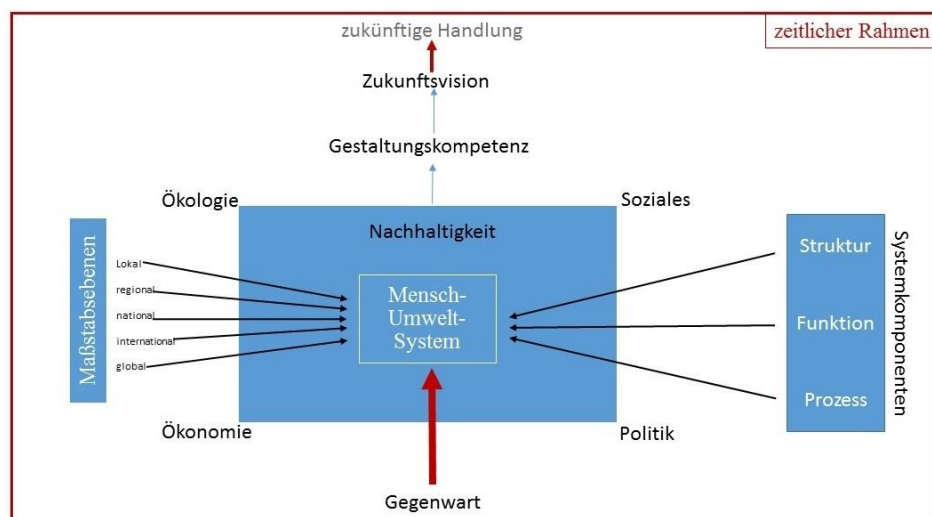 zukünftige Handlung
zeitlicher Rahmen
Zukunftsvision
Gestaltungskompetenz
Ökologie
Soziales
Nachhaltigkeit
Maßstabsebenen
Lokal
regional
national
international
global
Mensch-
Umwelt-
System
Struktur
Funktion
Prozess
Systemkomponenten
Ökonomie
Politik
Gegenwart